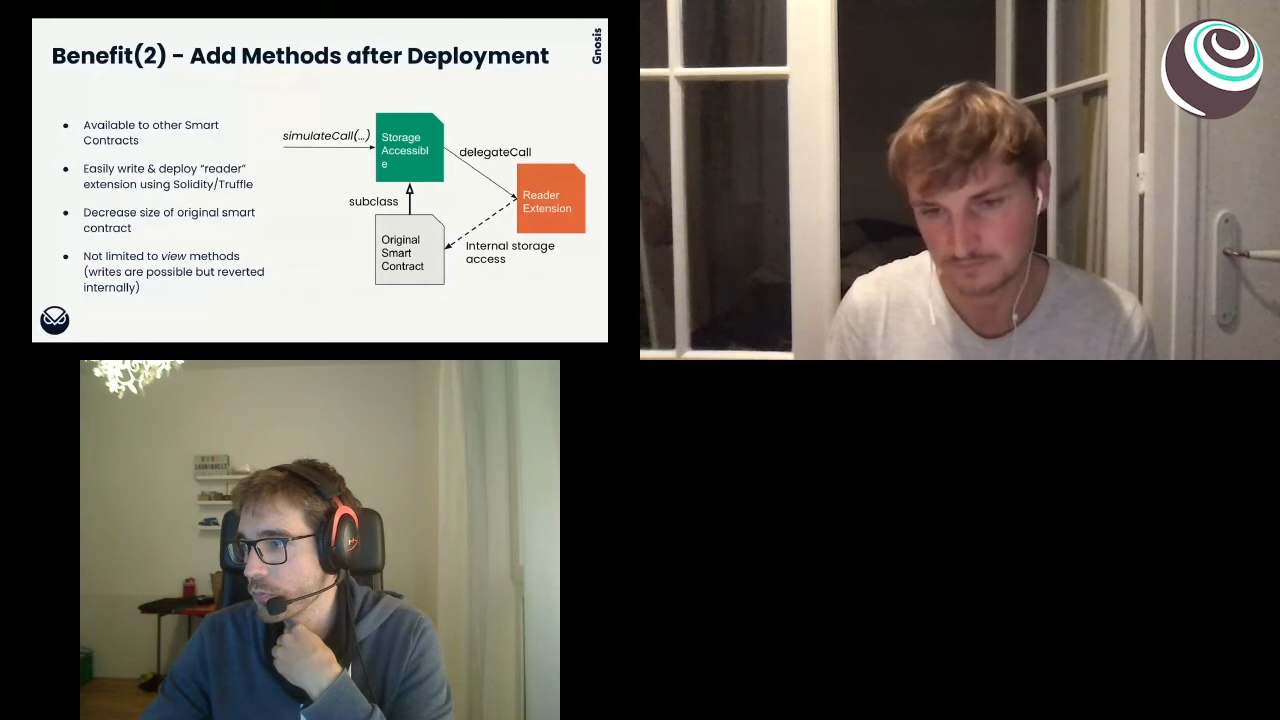 Benefit(2) - Add Methods after Deployment
Gnosis
● Available to other Smart
Contracts
● Easily write & deploy “reader”
extension using Solidity/Truffle
● Decrease size of original smart
contract
● Not limited to view methods
(writes are possible but reverted
internally)
simulateCall(…)
Storage
Accessibl
e
delegateCall
Reader
Extension
subclass
Original
Smart
Contract
Internal storage
access